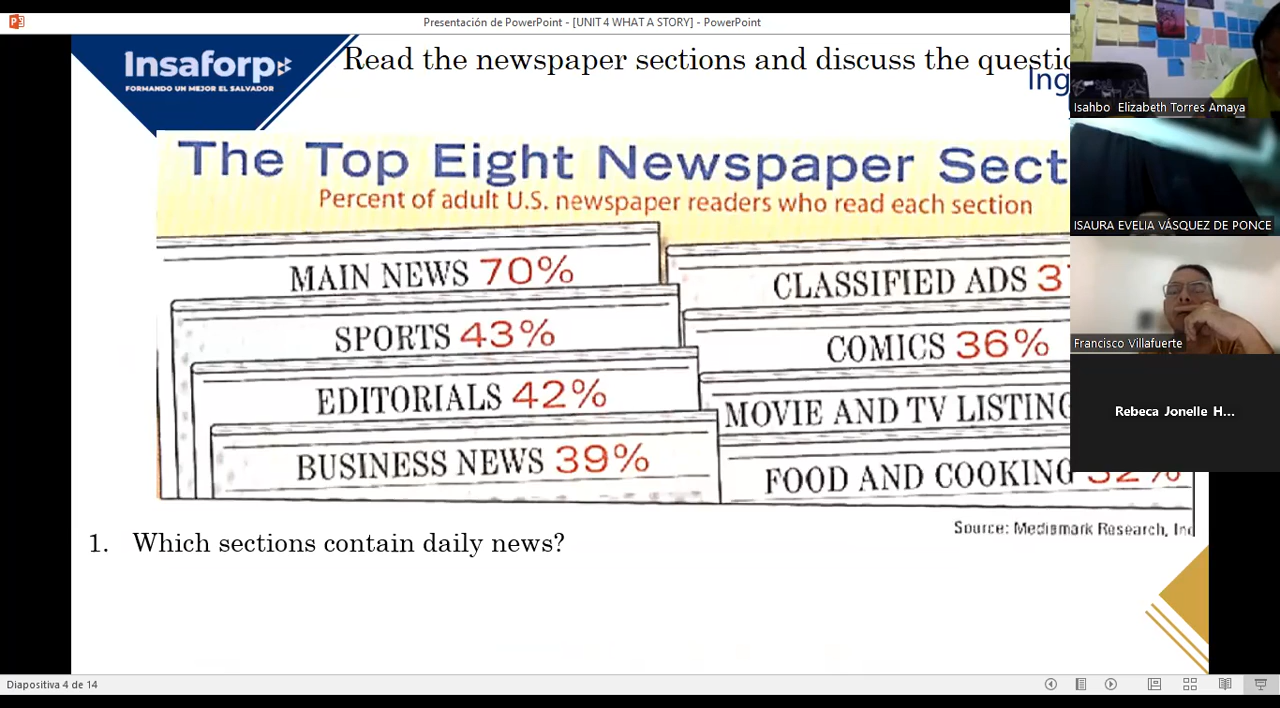 Presentación de PowerPoint - [UNIT 4 WHAT A STORY] - PowerPoint
Insaforp
FORMANDO UN MEJOR EL SALVADOR
Read the newspaper sections and discuss the
The Top Eight Newspaper
Percent of adult U.S. newspaper readers who read each section
MAIN NEWS 70%
SPORTS 43%
EDITORIALS 42%
BUSINESS NEWS 39%
CLASSIFIED ADS
COMICS 36%
MOVIE AND TV
FOOD AND COOKING 32%
Source: Mediamark Research,
1. Which sections contain daily news?
Isahbo Elizabeth Torres Amaya
ISAURA EVELIA VÁSQUEZ DE PONCE
Francisco Villafuerte
Rebeca Jonelle H...
Diapositiva 4 de 14